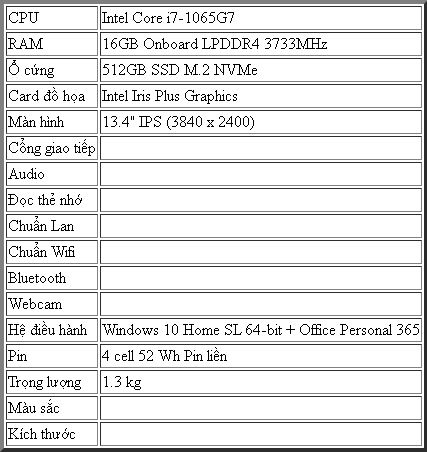 CPU Intel Core i7-1065G7
RAM 16GB Onboard LPDDR4 3733MHz
Ổ cứng 512GB SSD M.2 NVMe
Card đồ họa Intel Iris Plus Graphics
Màn hình 13.4" IPS (3840 x 2400)
Cổng giao tiếp
Audio
Đọc thẻ nhớ
Chuẩn Lan
Chuẩn Wifi
Bluetooth
Webcam
Hệ điều hành Windows 10 Home SL 64-bit + Office Personal 365
Pin 4 cell 52 Wh Pin liền
Trọng lượng 1.3 kg
Màu sắc
Kích thước